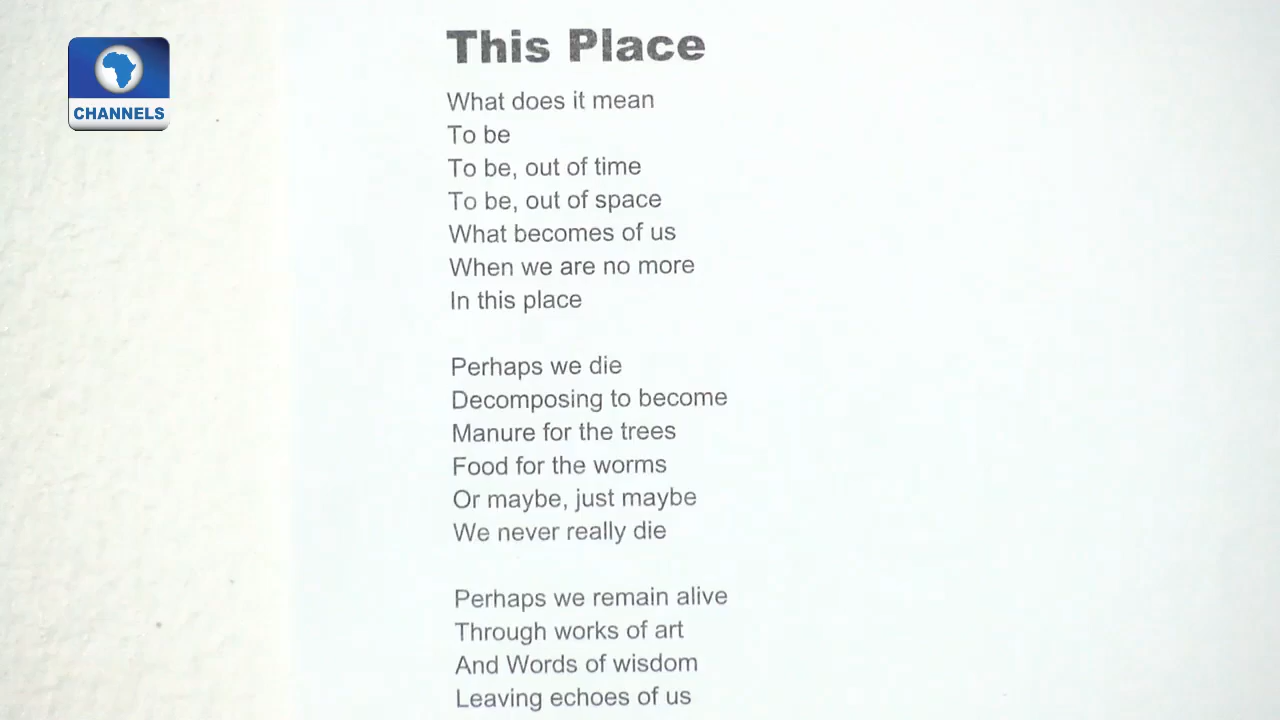 CHANNELS
This Place
What does it mean
To be
To be, out of time
To be, out of space
What becomes of us
When we are no more
In this place
Perhaps we die
Decomposing to become
Manure for the trees
Food for the worms
Or maybe, just maybe
We never really die
Perhaps we remain alive
Through works of art
And Words of wisdom
Leaving echoes of us